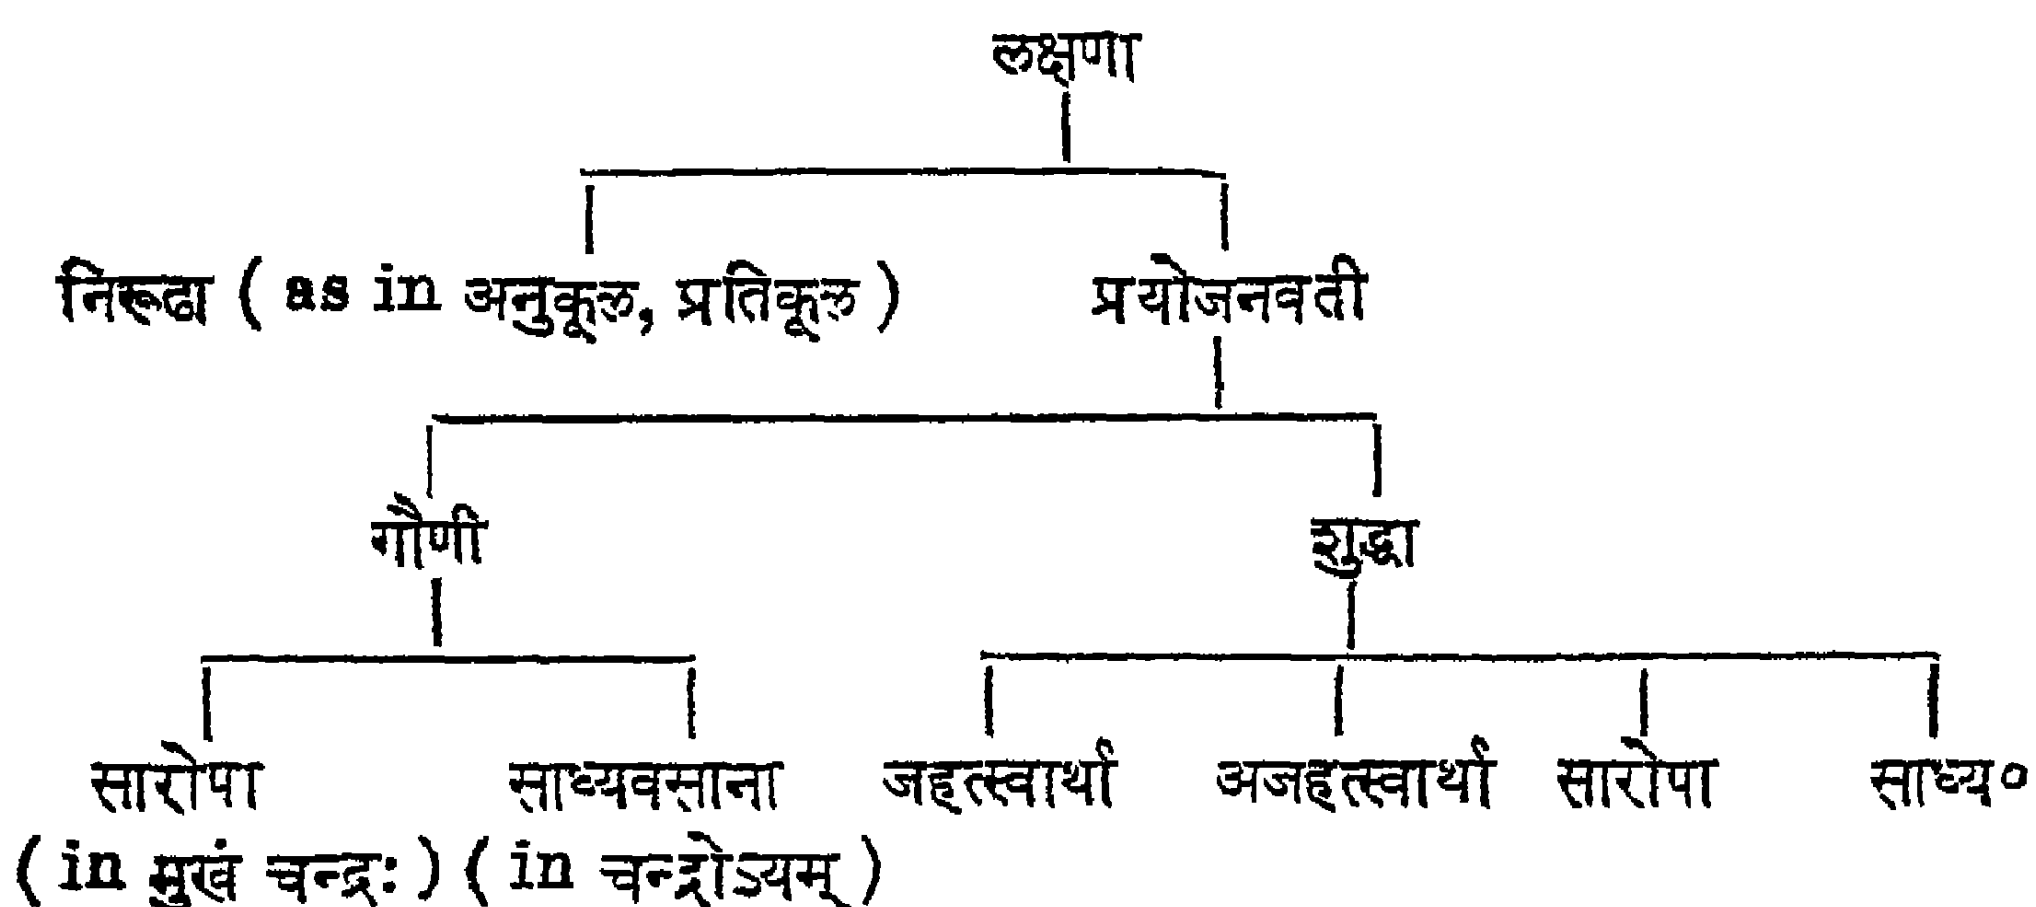 लक्षणा
निरूढा ( as in अनुकूल, प्रतिकूल ) प्रयोजनवती
गौणी शुद्धा
सारोपा साध्यवसाना जहत्स्वार्था अजहत्स्वार्था सारोपा साध्य०
( in मुखं चन्द्रः ) ( in चन्द्रोऽयम् )